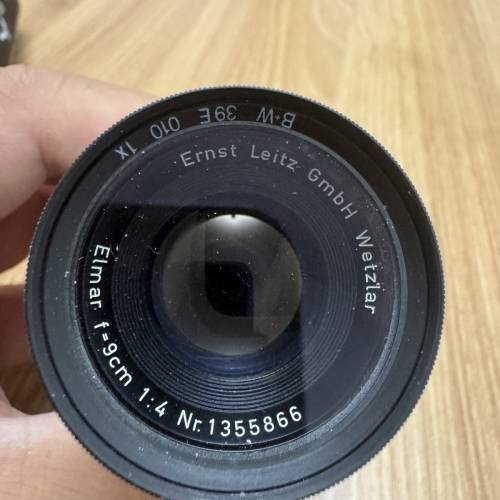 B+W 39E 010 1x
Ernst Leitz GmbH Wetzlar
Elmar f=9cm 1:4 Nr.1355866